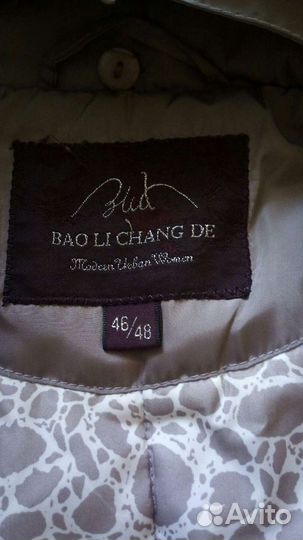 BAO LI CHANG DE
Modern Urban Women
46/48
Avito